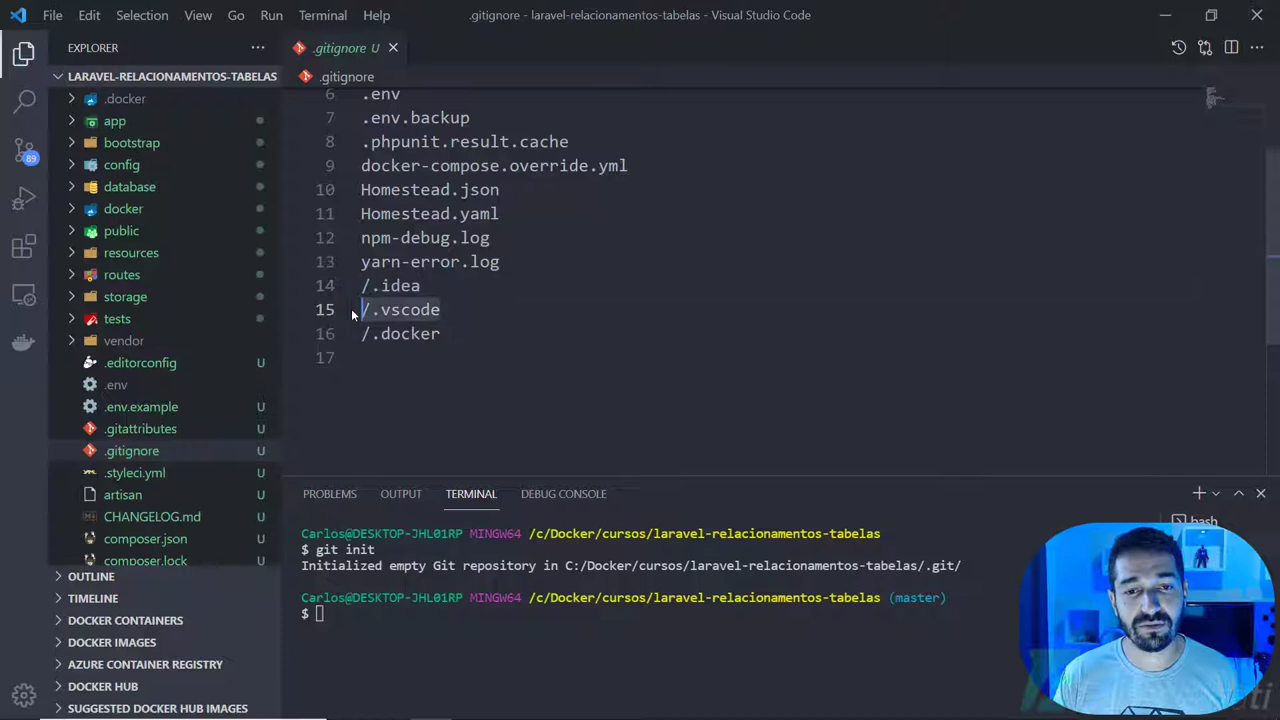 File Edit Selection View Go Run Terminal Help
.gitignore - laravel-relacionamentos-tabelas - Visual Studio Code
EXPLORER
LARAVEL-RELACIONAMENTOS-TABELAS
.docker
app
bootstrap
config
database
docker
public
resources
routes
storage
tests
vendor
.editorconfig U
.env
.env.example U
.gitattributes U
.gitignore U
.styleci.yml U
artisan U
CHANGELOG.md U
composer.json U
composer.lock U
OUTLINE
TIMELINE
DOCKER CONTAINERS
DOCKER IMAGES
AZURE CONTAINER REGISTRY
DOCKER HUB
SUGGESTED DOCKER HUB IMAGES
89
.gitignore U
.gitignore
6 .env
7 .env.backup
8 .phpunit.result.cache
9 docker-compose.override.yml
10 Homestead.json
11 Homestead.yaml
12 npm-debug.log
13 yarn-error.log
14 /.idea
15 /.vscode
16 /.docker
17
PROBLEMS OUTPUT TERMINAL DEBUG CONSOLE
bash
Carlos@DESKTOP-JHL01RP MINGW64 /c/Docker/cursos/laravel-relacionamentos-tabelas
$ git init
Initialized empty Git repository in C:/Docker/cursos/laravel-relacionamentos-tabelas/.git/
Carlos@DESKTOP-JHL01RP MINGW64 /c/Docker/cursos/laravel-relacionamentos-tabelas (master)
$